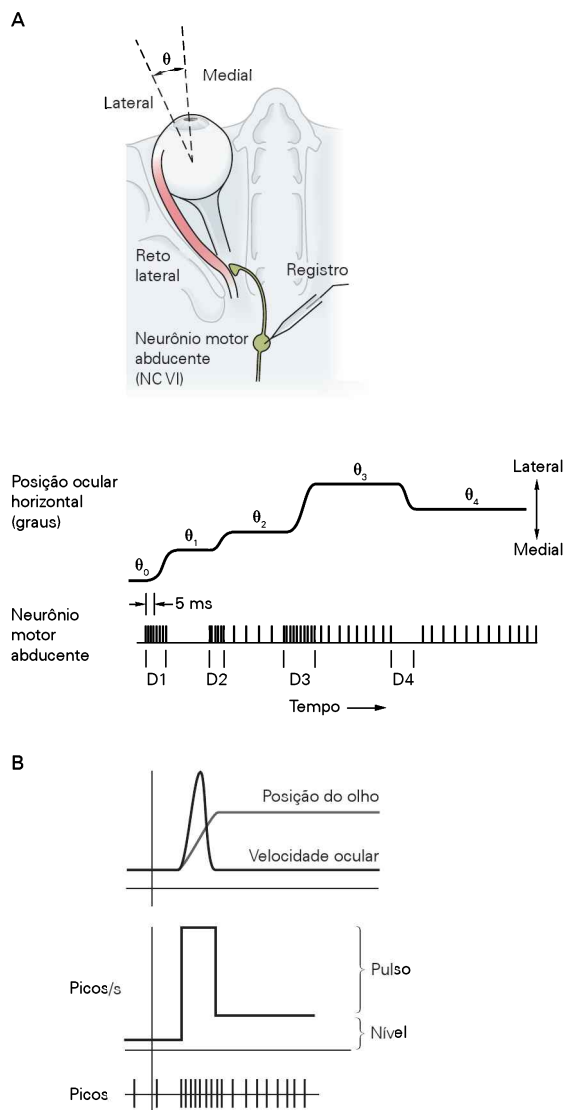 A
θ
Medial
Lateral
Reto
lateral
Registro
Neurônio motor
abducente
(NC VI)
Posição ocular
horizontal
(graus)
θ0
θ1
θ2
θ3
θ4
Lateral
Medial
5 ms
Neurônio
motor
abducente
D1 D2 D3 D4
Tempo
B
Posição do olho
Velocidade ocular
Picos/s
Pulso
Nível
Picos